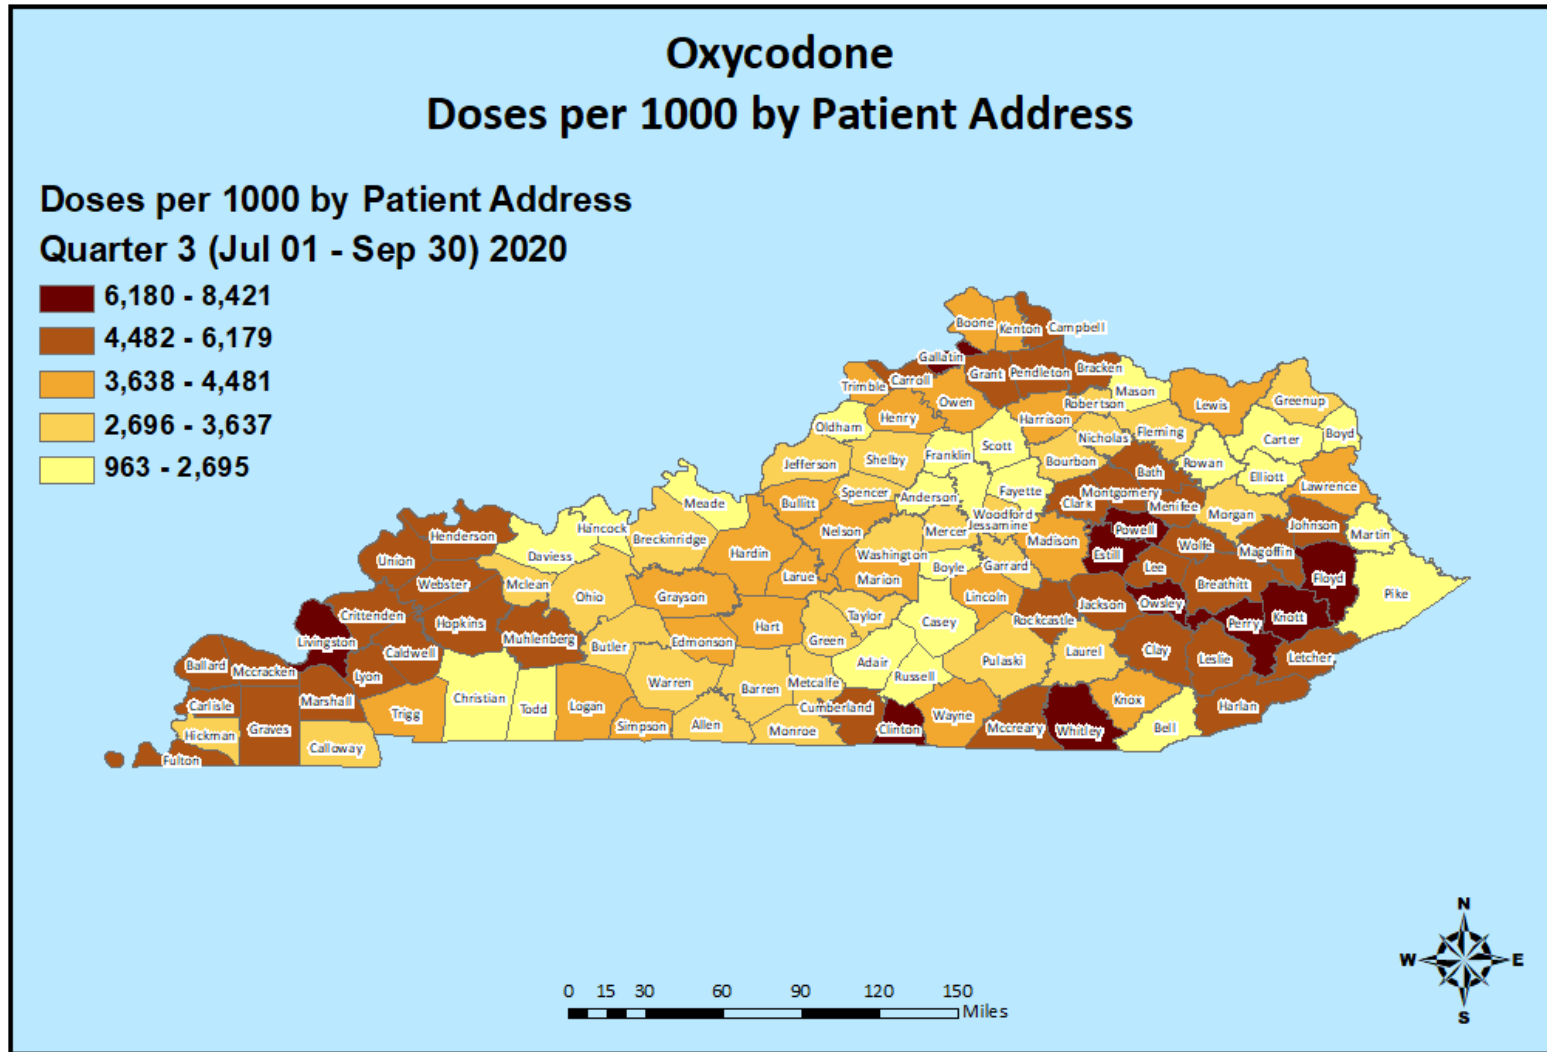 Oxycodone
Doses per 1000 by Patient Address
Doses per 1000 by Patient Address
Quarter 3 (Jul 01 - Sep 30) 2020
6,180 - 8,421
4,482 - 6,179
3,638 - 4,481
2,696 - 3,637
963 - 2,695
Boone
Kenton
Campbell
Gallatin
Grant
Pendleton
Bracken
Trimble
Carroll
Owen
Mason
Robertson
Lewis
Greenup
Oldham
Henry
Harrison
Nicholas
Fleming
Carter
Boyd
Jefferson
Shelby
Franklin
Scott
Bourbon
Bath
Rowan
Elliott
Lawrence
Meade
Bullitt
Spencer
Anderson
Fayette
Woodford
Jessamine
Clark
Montgomery
Menifee
Morgan
Johnson
Martin
Henderson
Hancock
Daviess
Breckinridge
Hardin
Nelson
Washington
Mercer
Madison
Powell
Estill
Wolfe
Magoffin
Union
Webster
Mclean
Ohio
Grayson
Larue
Marion
Boyle
Garrard
Lee
Breathitt
Floyd
Pike
Crittenden
Livingston
Hopkins
Muhlenberg
Butler
Edmonson
Hart
Green
Taylor
Casey
Lincoln
Rockcastle
Jackson
Owsley
Perry
Knott
Ballard
Mccracken
Caldwell
Lyon
Christian
Todd
Logan
Warren
Barren
Metcalfe
Adair
Russell
Pulaski
Laurel
Clay
Leslie
Letcher
Carlisle
Marshall
Trigg
Simpson
Allen
Monroe
Cumberland
Clinton
Wayne
Mccreary
Whitley
Knox
Bell
Harlan
Hickman
Graves
Calloway
Fulton
0 15 30 60 90 120 150
Miles
N
W E
S